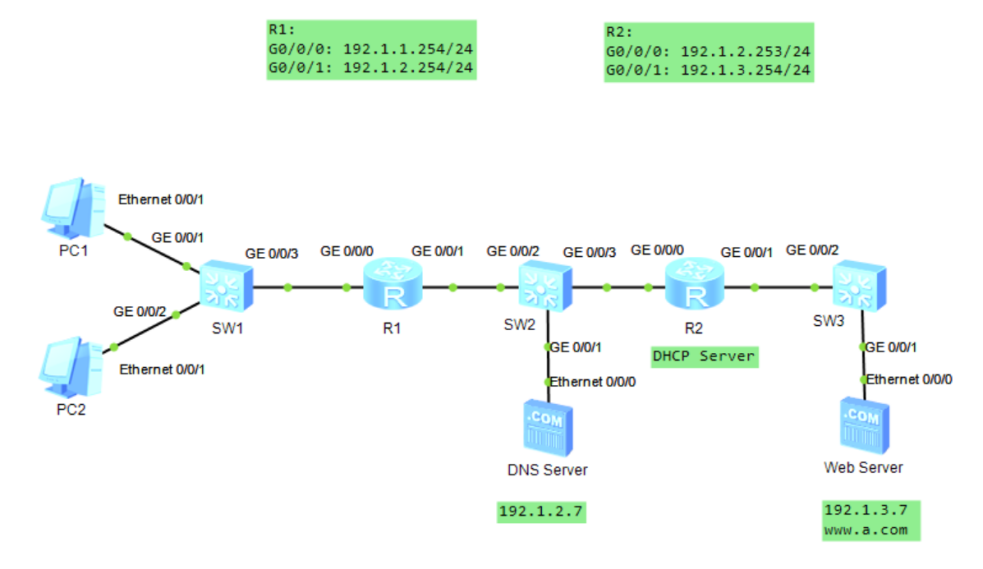 R1:
G0/0/0: 192.1.1.254/24
G0/0/1: 192.1.2.254/24
R2:
G0/0/0: 192.1.2.253/24
G0/0/1: 192.1.3.254/24
Ethernet 0/0/1
PC1
GE 0/0/1
GE 0/0/3
GE 0/0/0
GE 0/0/1
GE 0/0/2
GE 0/0/3
GE 0/0/0
GE 0/0/1
GE 0/0/2
R
R
GE 0/0/2
SW1
R1
SW2
R2
SW3
Ethernet 0/0/1
PC2
GE 0/0/1
DHCP Server
GE 0/0/1
Ethernet 0/0/0
Ethernet 0/0/0
.COM
.COM
DNS Server
Web Server
192.1.2.7
192.1.3.7
www.a.com